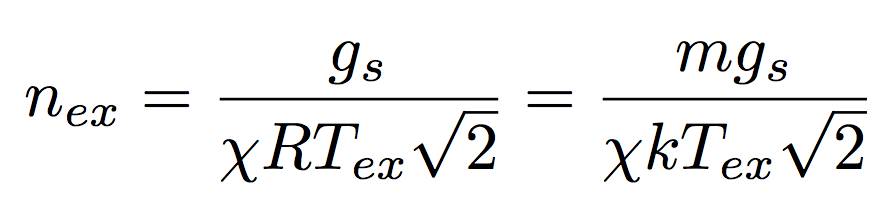 $n_{ex} = \frac{g_s}{\chi R T_{ex} \sqrt{2}} = \frac{m g_s}{\chi k T_{ex} \sqrt{2}}$